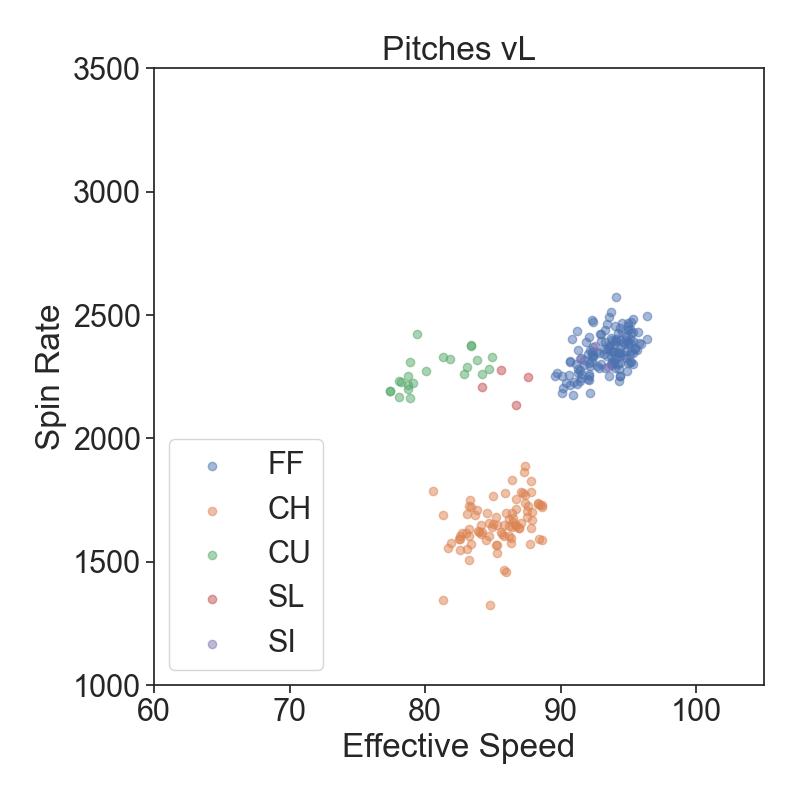 Pitches vL
3500
3000
2500
2000
1500
1000
Spin Rate
FF
CH
CU
SL
SI
60 70 80 90 100
Effective Speed